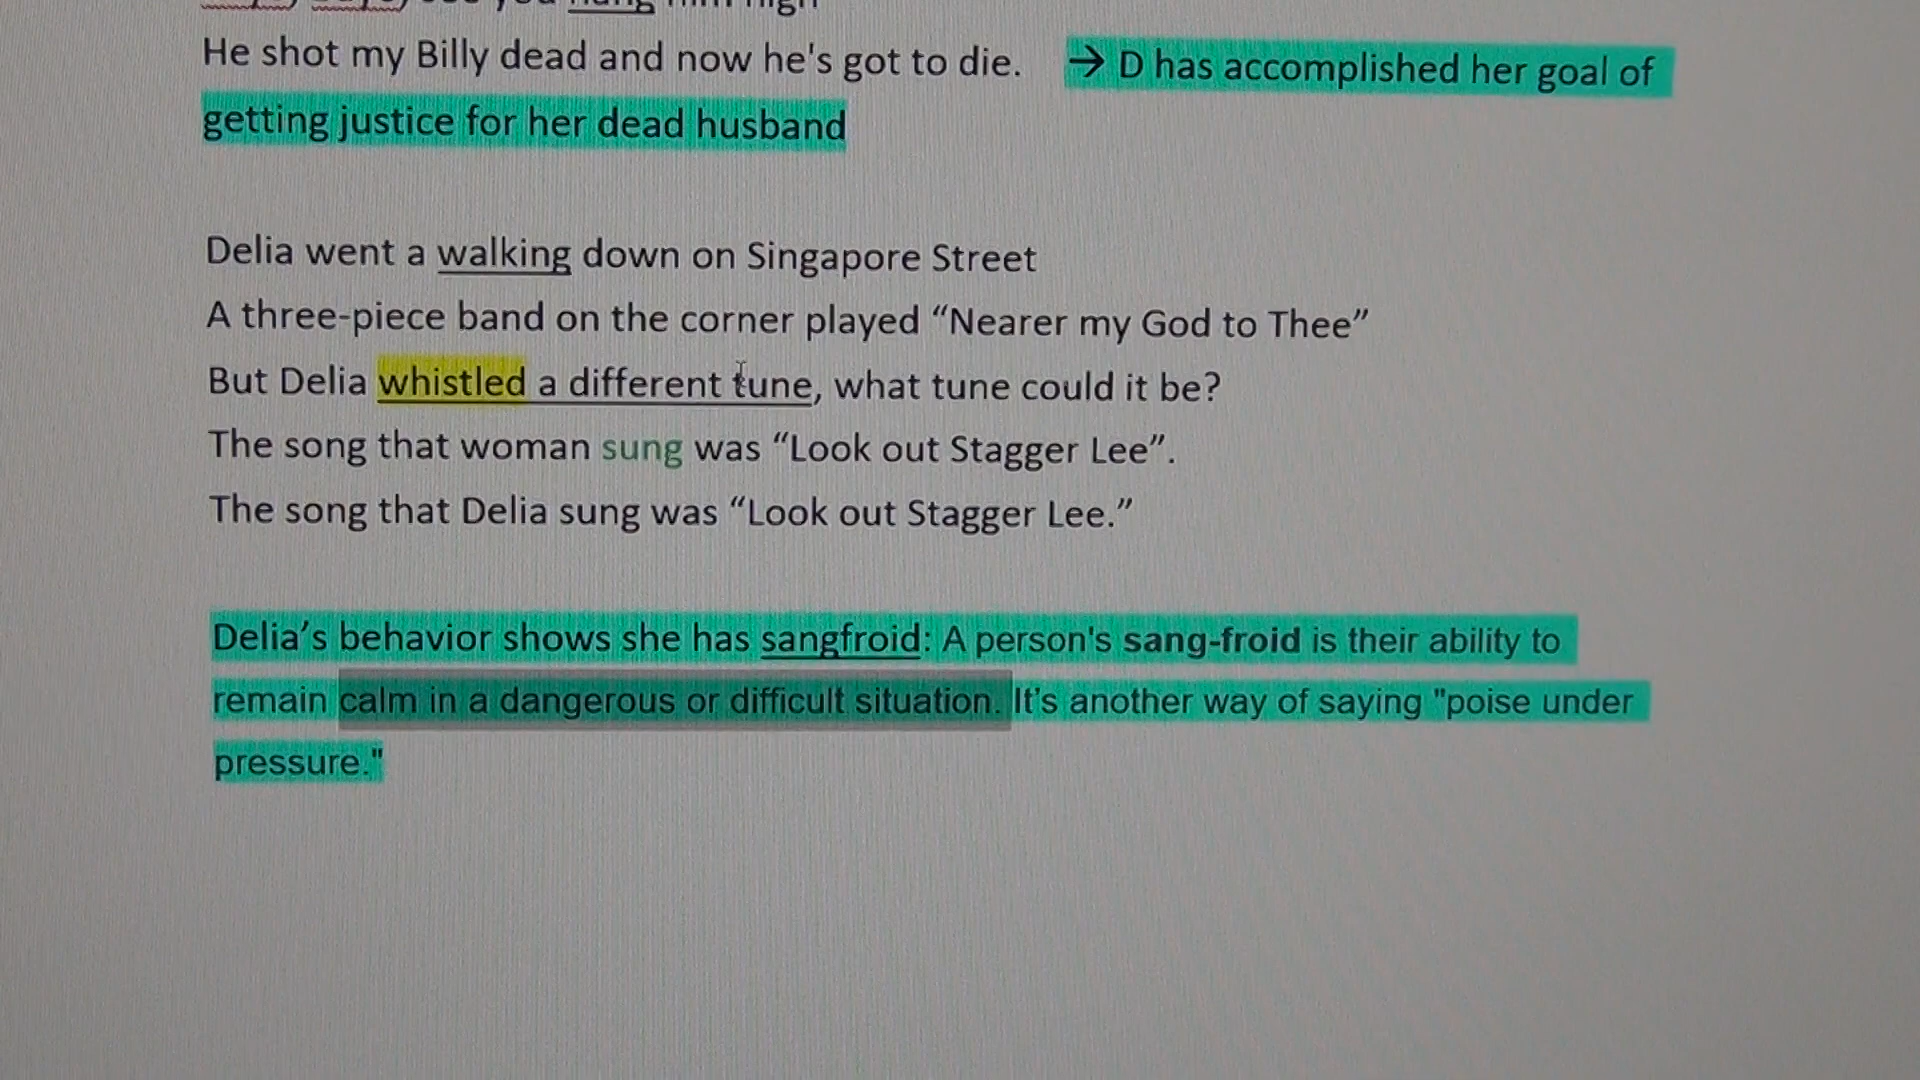 hang him high
He shot my Billy dead and now he's got to die. → D has accomplished her goal of
getting justice for her dead husband
Delia went a walking down on Singapore Street
A three-piece band on the corner played “Nearer my God to Thee”
But Delia whistled a different tune, what tune could it be?
The song that woman sung was “Look out Stagger Lee”.
The song that Delia sung was “Look out Stagger Lee.”
Delia’s behavior shows she has sangfroid: A person's sang-froid is their ability to
remain calm in a dangerous or difficult situation. It’s another way of saying "poise under
pressure."